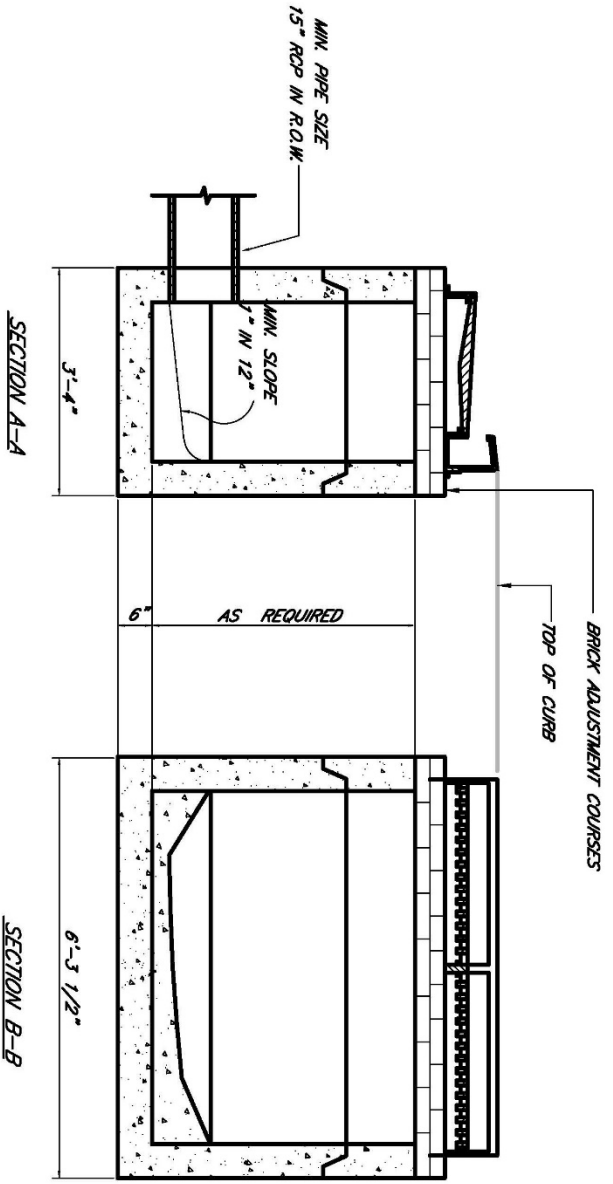 MIN. PIPE SIZE
15" RCP IN R.O.W.
MIN. SLOPE
1" IN 12"
3'-4"
SECTION A-A
BRICK ADJUSTMENT COURSES
TOP OF CURB
6"
AS REQUIRED
6'-3 1/2"
SECTION B-B